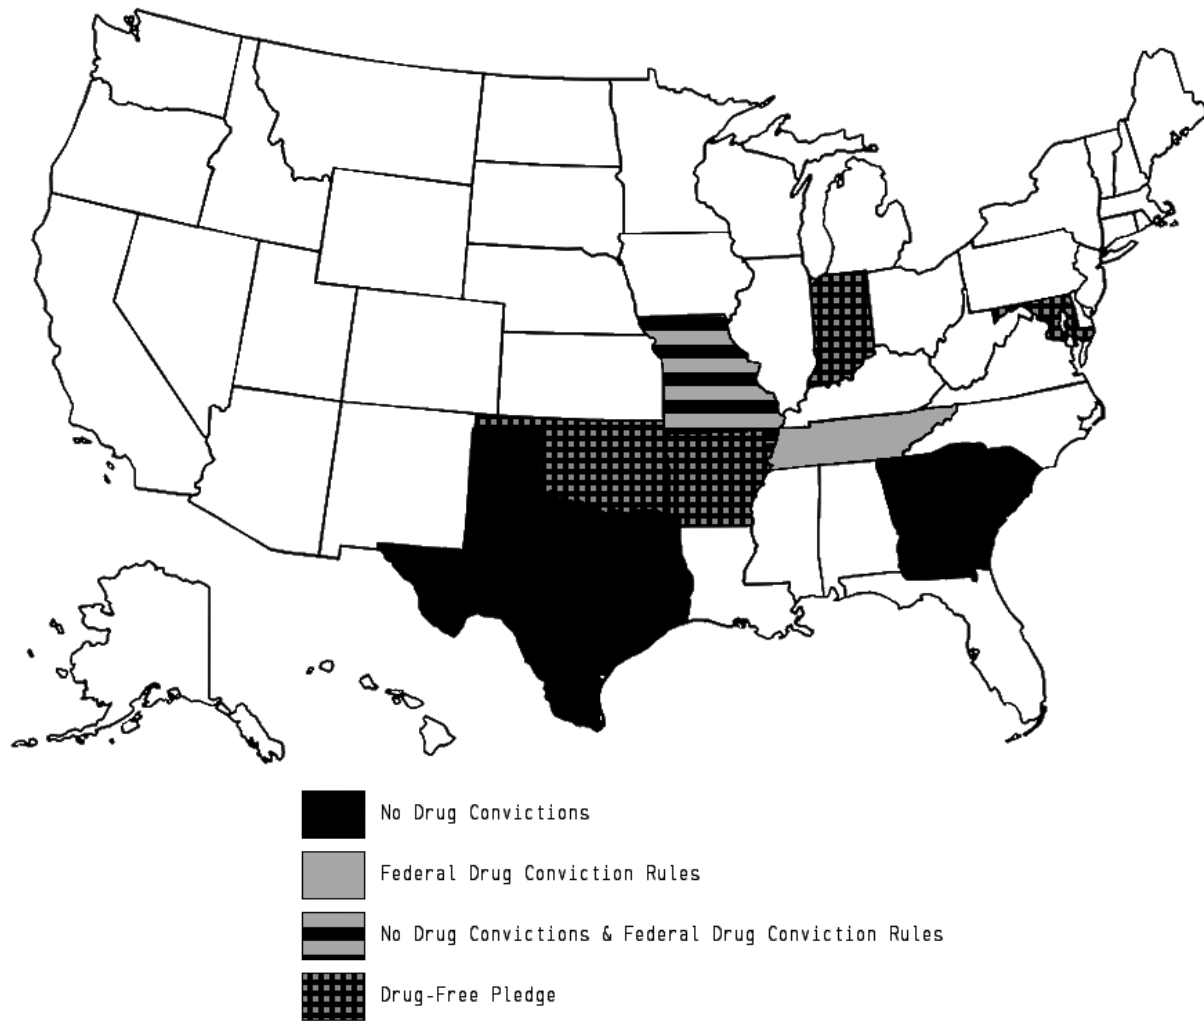 No Drug Convictions
Federal Drug Conviction Rules
No Drug Convictions & Federal Drug Conviction Rules
Drug-Free Pledge